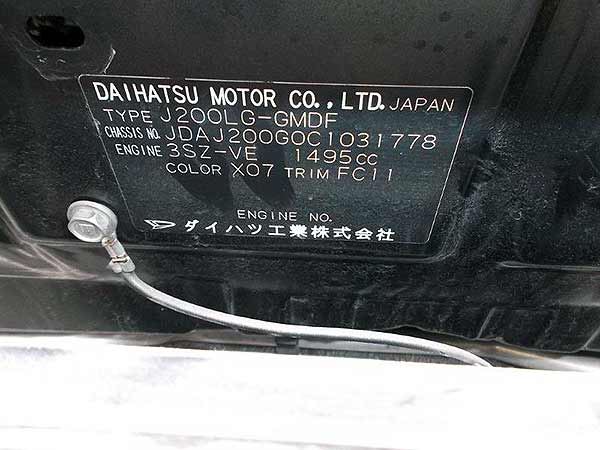 DAIHATSU MOTOR CO., LTD. JAPAN
TYPE J200LG-GMDF
CHASSIS NO. JDAJ200G0C1031778
ENGINE 3SZ-VE 1495CC
COLOR X07 TRIM FC11
ENGINE NO.
ダイハツ工業株式会社